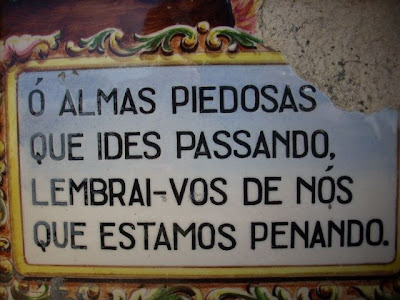 Ó ALMAS PIEDOSAS
QUE IDES PASSANDO,
LEMBRAI-VOS DE NÓS
QUE ESTAMOS PENANDO.